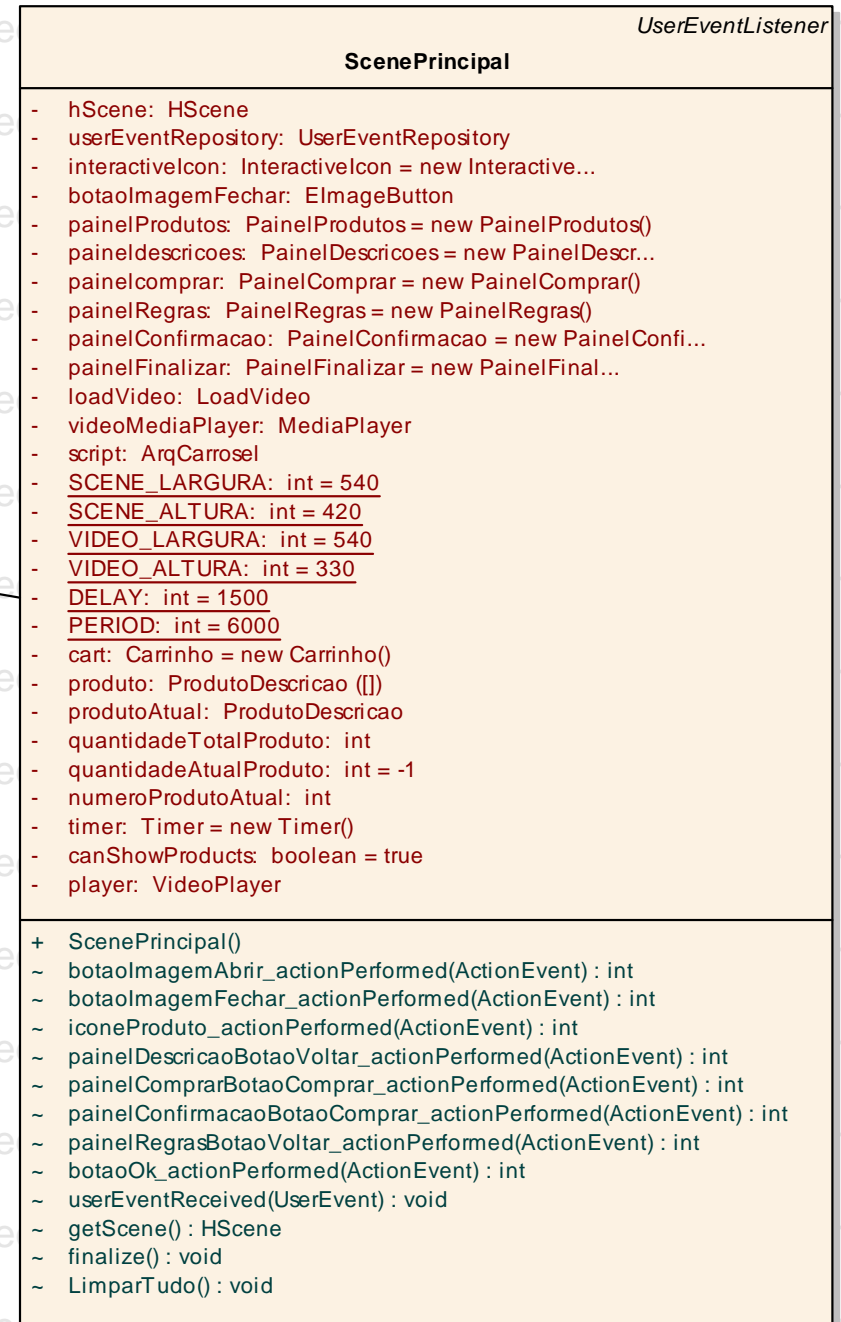 UserEventListener
ScenePrincipal
- hScene: HScene
- userEventRepository: UserEventRepository
- interactiveIcon: InteractiveIcon = new Interactive...
- botaoImagemFechar: EImageButton
- painelProdutos: PainelProdutos = new PainelProdutos()
- paineldescricoes: PainelDescricoes = new PainelDescr...
- painelcomprar: PainelComprar = new PainelComprar()
- painelRegras: PainelRegras = new PainelRegras()
- painelConfirmacao: PainelConfirmacao = new PainelConfi...
- painelFinalizar: PainelFinalizar = new PainelFinal...
- loadVideo: LoadVideo
- videoMediaPlayer: MediaPlayer
- script: ArqCarrosel
- SCENE_LARGURA: int = 540
- SCENE_ALTURA: int = 420
- VIDEO_LARGURA: int = 540
- VIDEO_ALTURA: int = 330
- DELAY: int = 1500
- PERIOD: int = 6000
- cart: Carrinho = new Carrinho()
- produto: ProdutoDescricao ([])
- produtoAtual: ProdutoDescricao
- quantidadeTotalProduto: int
- quantidadeAtualProduto: int = -1
- numeroProdutoAtual: int
- timer: Timer = new Timer()
- canShowProducts: boolean = true
- player: VideoPlayer
+ ScenePrincipal()
~ botaoImagemAbrir_actionPerformed(ActionEvent) : int
~ botaoImagemFechar_actionPerformed(ActionEvent) : int
~ iconeProduto_actionPerformed(ActionEvent) : int
~ painelDescricaoBotaoVoltar_actionPerformed(ActionEvent) : int
~ painelComprarBotaoComprar_actionPerformed(ActionEvent) : int
~ painelConfirmacaoBotaoComprar_actionPerformed(ActionEvent) : int
~ painelRegrasBotaoVoltar_actionPerformed(ActionEvent) : int
~ botaoOk_actionPerformed(ActionEvent) : int
~ userEventReceived(UserEvent) : void
~ getScene() : HScene
~ finalize() : void
~ LimparTudo() : void